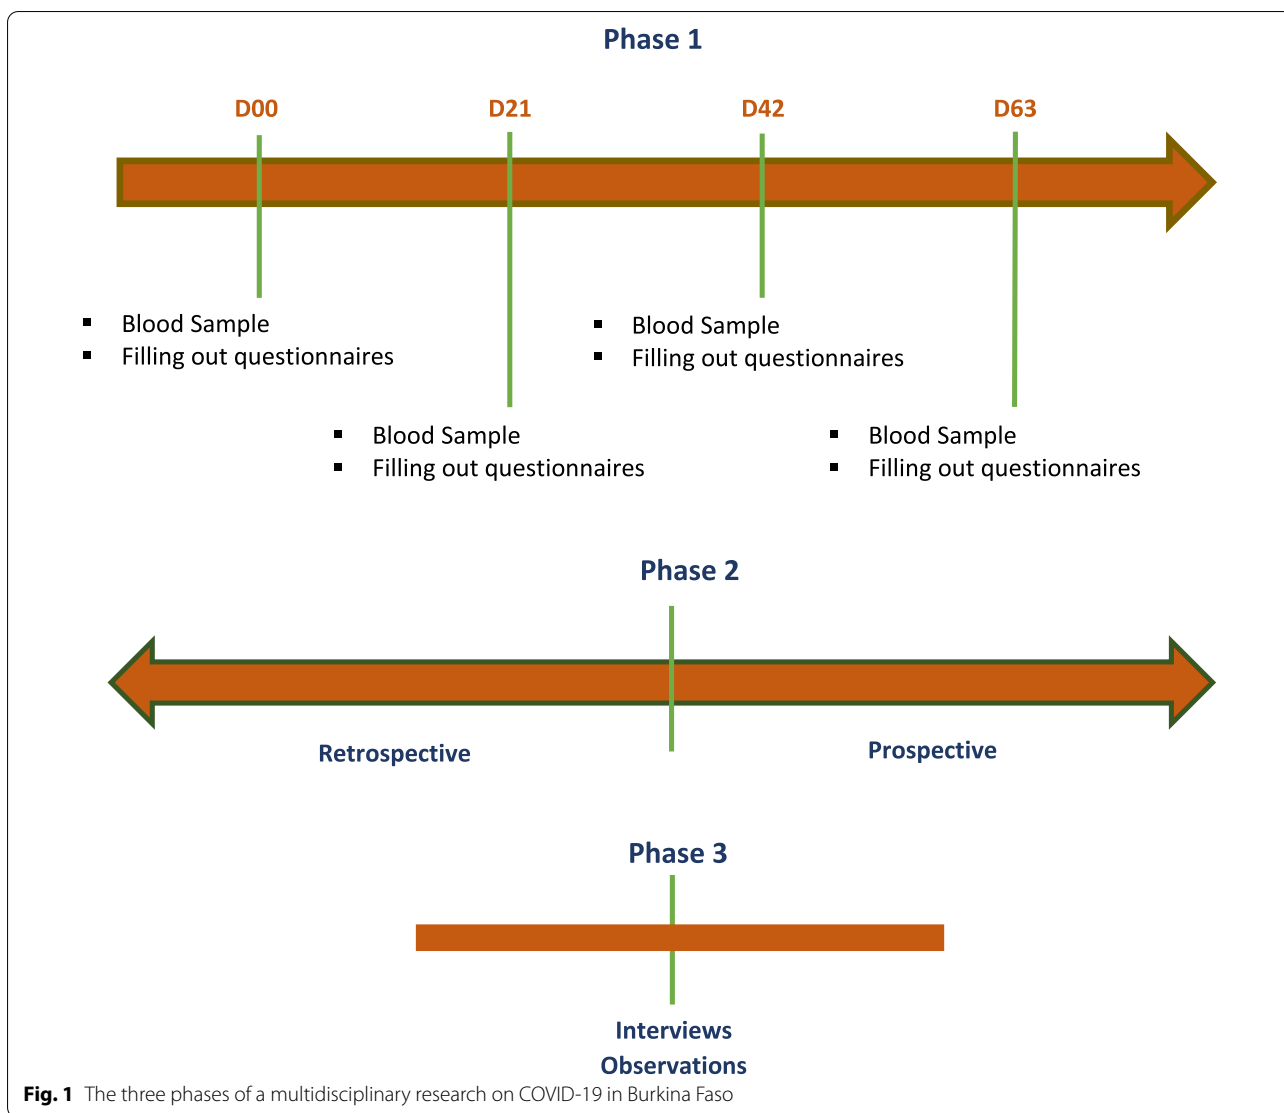 Phase 1
D00 D21 D42 D63
▪ Blood Sample
▪ Filling out questionnaires
▪ Blood Sample
▪ Filling out questionnaires
▪ Blood Sample
▪ Filling out questionnaires
▪ Blood Sample
▪ Filling out questionnaires
Phase 2
Retrospective
Prospective
Phase 3
Interviews
Observations
Fig. 1 The three phases of a multidisciplinary research on COVID-19 in Burkina Faso